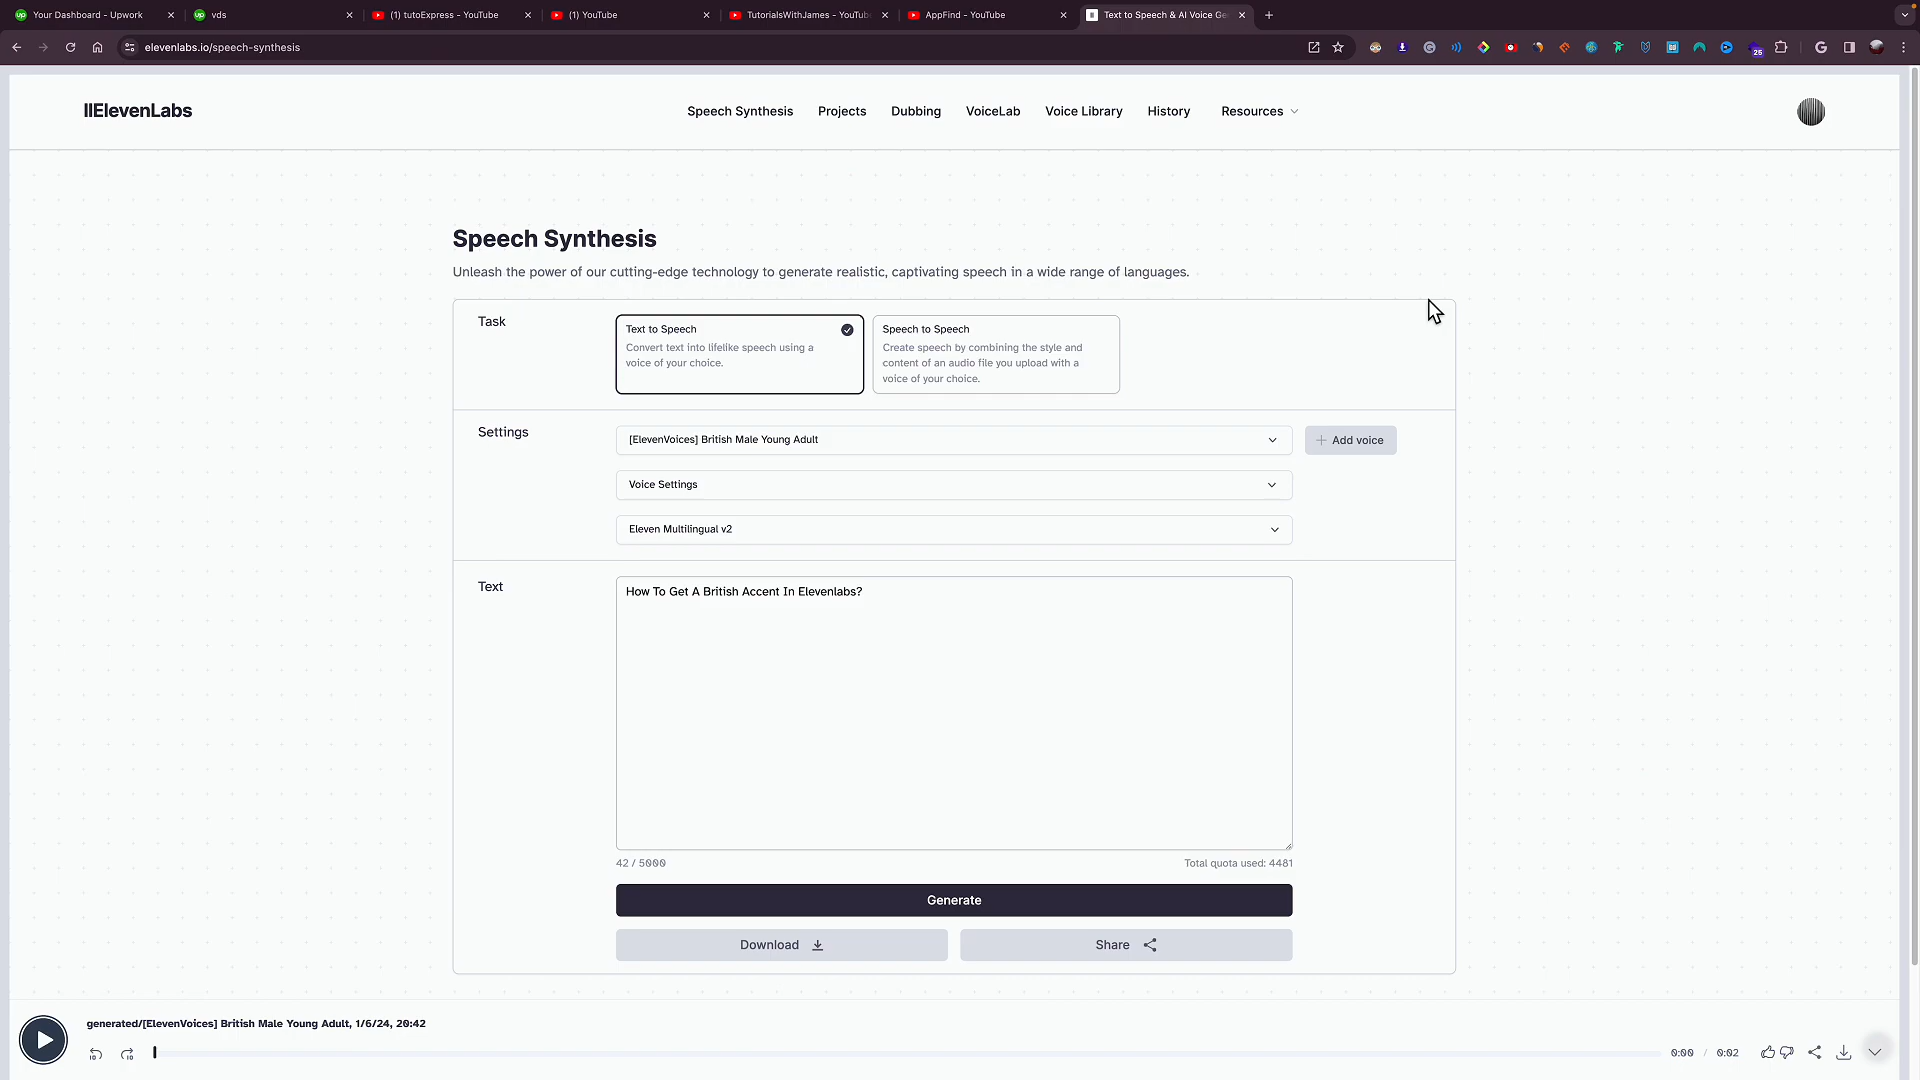 Your Dashboard - Upwork
vds
(1) tutoExpress - YouTube
(1) YouTube
TutorialsWithJames - YouTube
AppFind - YouTube
Text to Speech & AI Voice Ge
elevenlabs.io/speech-synthesis
25
IIElevenLabs
Speech Synthesis
Projects
Dubbing
VoiceLab
Voice Library
History
Resources
Speech Synthesis
Unleash the power of our cutting-edge technology to generate realistic, captivating speech in a wide range of languages.
Task
Text to Speech
Convert text into lifelike speech using a
voice of your choice.
Speech to Speech
Create speech by combining the style and
content of an audio file you upload with a
voice of your choice.
Settings
[ElevenVoices] British Male Young Adult
+ Add voice
Voice Settings
Eleven Multilingual v2
Text
How To Get A British Accent In Elevenlabs?
42 / 5000
Total quota used: 4481
Generate
Download
Share
generated/[ElevenVoices] British Male Young Adult, 1/6/24, 20:42
10
10
0:00 / 0:02